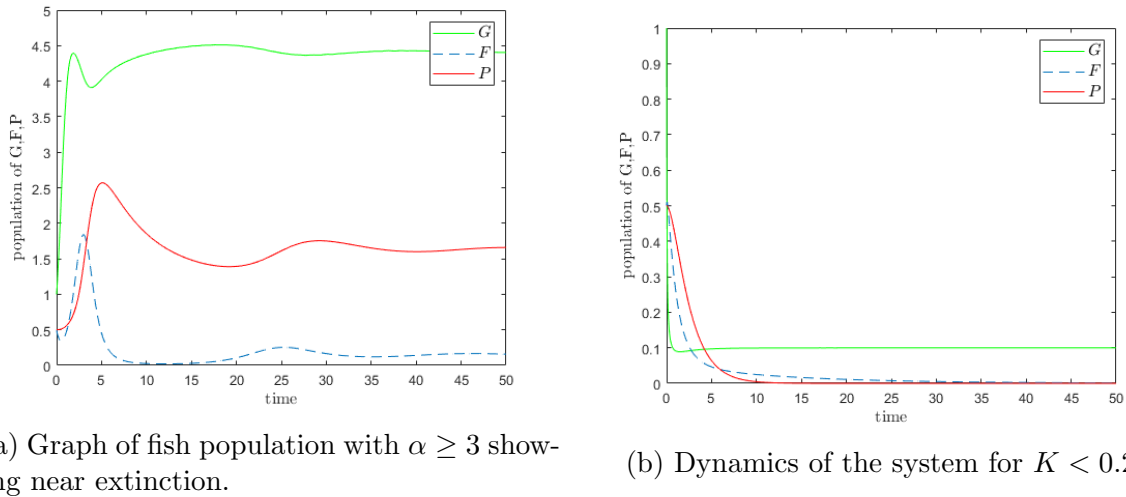 5
4.5
4
3.5
3
2.5
2
1.5
1
0.5
0
population of G,F,P
G
F
P
0 5 10 15 20 25 30 35 40 45 50
time
a) Graph of fish population with α ≥ 3 show-
ng near extinction.
1
0.9
0.8
0.7
0.6
0.5
0.4
0.3
0.2
0.1
0
population of G,F,P
G
F
P
0 5 10 15 20 25 30 35 40 45 50
time
(b) Dynamics of the system for K < 0.2